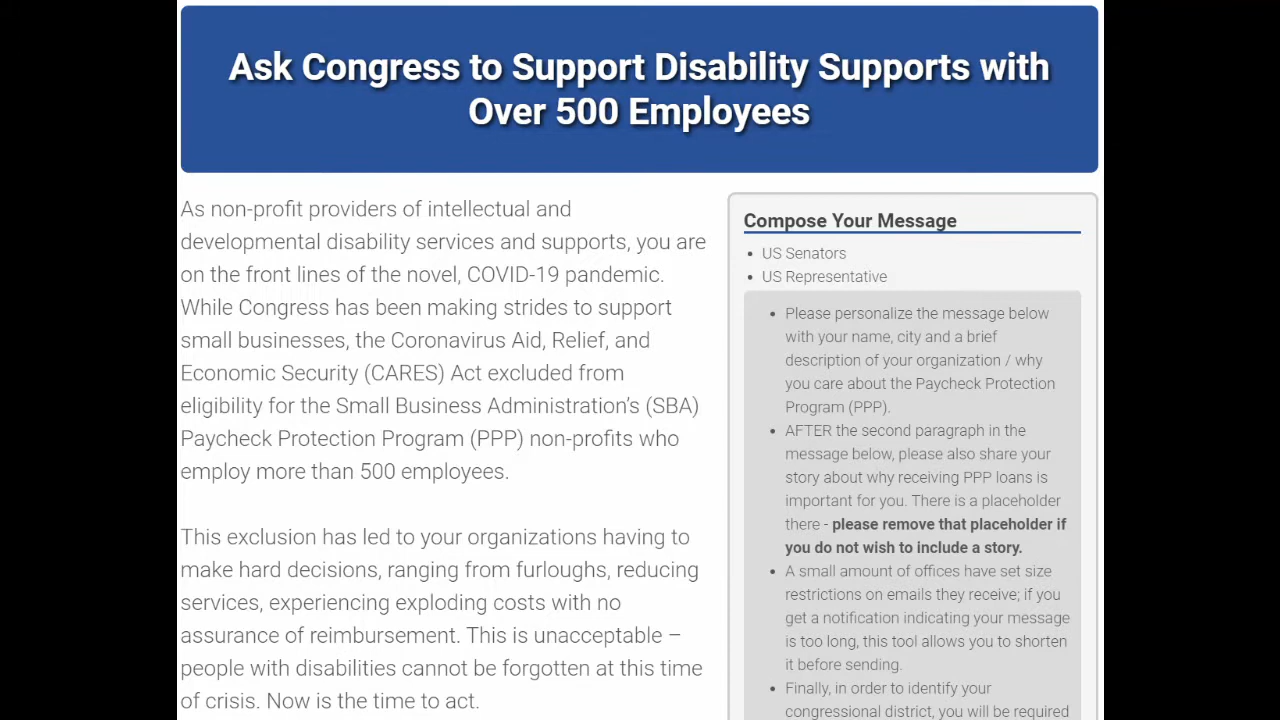 Ask Congress to Support Disability Supports with
Over 500 Employees
As non-profit providers of intellectual and
developmental disability services and supports, you are
on the front lines of the novel, COVID-19 pandemic.
While Congress has been making strides to support
small businesses, the Coronavirus Aid, Relief, and
Economic Security (CARES) Act excluded from
eligibility for the Small Business Administration's (SBA)
Paycheck Protection Program (PPP) non-profits who
employ more than 500 employees.
This exclusion has led to your organizations having to
make hard decisions, ranging from furloughs, reducing
services, experiencing exploding costs with no
assurance of reimbursement. This is unacceptable –
people with disabilities cannot be forgotten at this time
of crisis. Now is the time to act.
Compose Your Message
• US Senators
• US Representative
• Please personalize the message below
with your name, city and a brief
description of your organization / why
you care about the Paycheck Protection
Program (PPP).
• AFTER the second paragraph in the
message below, please also share your
story about why receiving PPP loans is
important for you. There is a placeholder
there - please remove that placeholder if
you do not wish to include a story.
• A small amount of offices have set size
restrictions on emails they receive; if you
get a notification indicating your message
is too long, this tool allows you to shorten
it before sending.
• Finally, in order to identify your
congressional district, you will be required